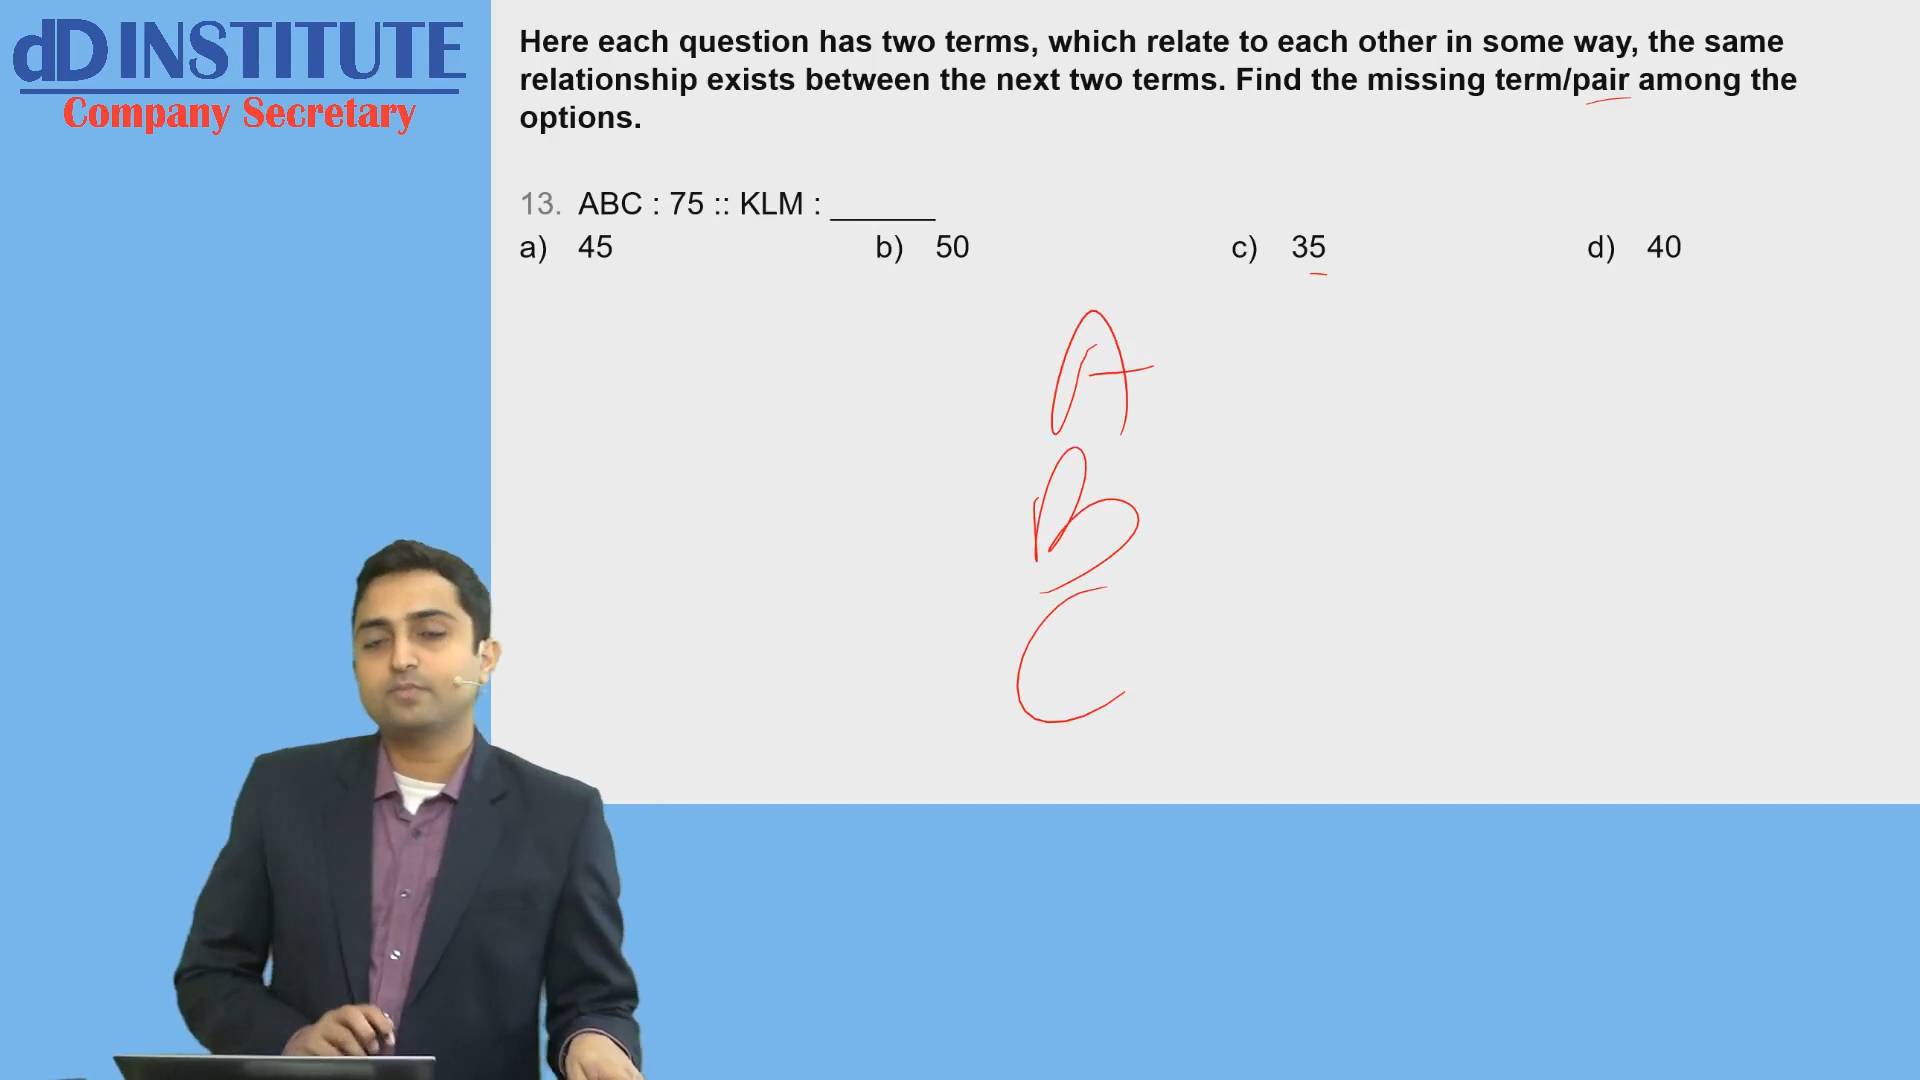 dD INSTITUTE
Company Secretary
Here each question has two terms, which relate to each other in some way, the same
relationship exists between the next two terms. Find the missing term/pair among the
options.
13. ABC : 75 :: KLM : ______
a) 45 b) 50 c) 35 d) 40
A
B
C